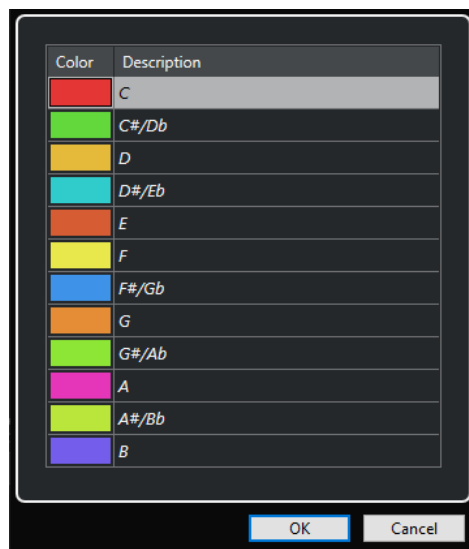 Color Description
C
C#/Db
D
D#/Eb
E
F
F#/Gb
G
G#/Ab
A
A#/Bb
B
OK Cancel